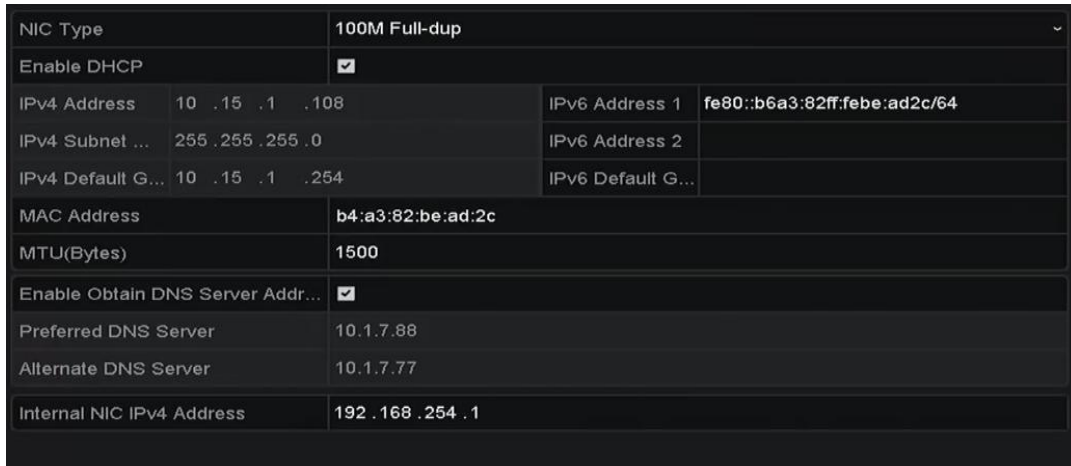 NIC Type 100M Full-dup
Enable DHCP
IPv4 Address 10 .15 .1 .108 IPv6 Address 1 fe80::b6a3:82ff:febe:ad2c/64
IPv4 Subnet ... 255.255.255.0 IPv6 Address 2
IPv4 Default G... 10 .15 .1 .254 IPv6 Default G...
MAC Address b4:a3:82:be:ad:2c
MTU(Bytes) 1500
Enable Obtain DNS Server Addr...
Preferred DNS Server 10.1.7.88
Alternate DNS Server 10.1.7.77
Internal NIC IPv4 Address 192 .168 .254 .1